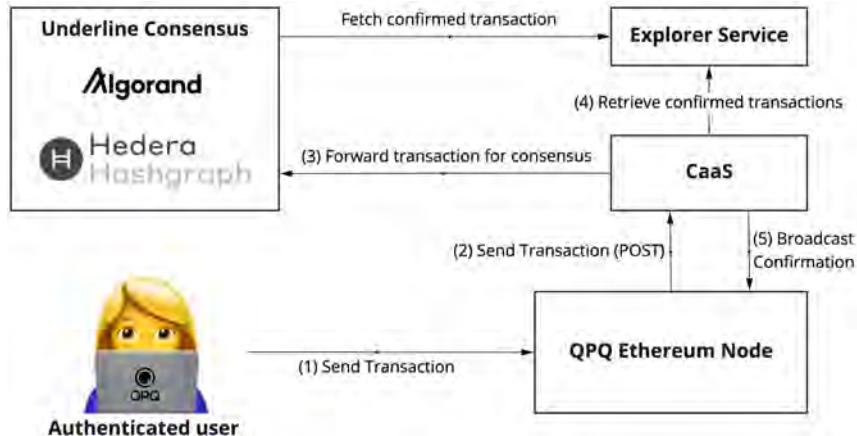 Underline Consensus
Algorand
Hedera
Hashgraph
Fetch confirmed transaction
Explorer Service
(4) Retrieve confirmed transactions
(3) Forward transaction for consensus
CaaS
(2) Send Transaction (POST)
(5) Broadcast
Confirmation
QPQ Ethereum Node
(1) Send Transaction
QPQ
Authenticated user